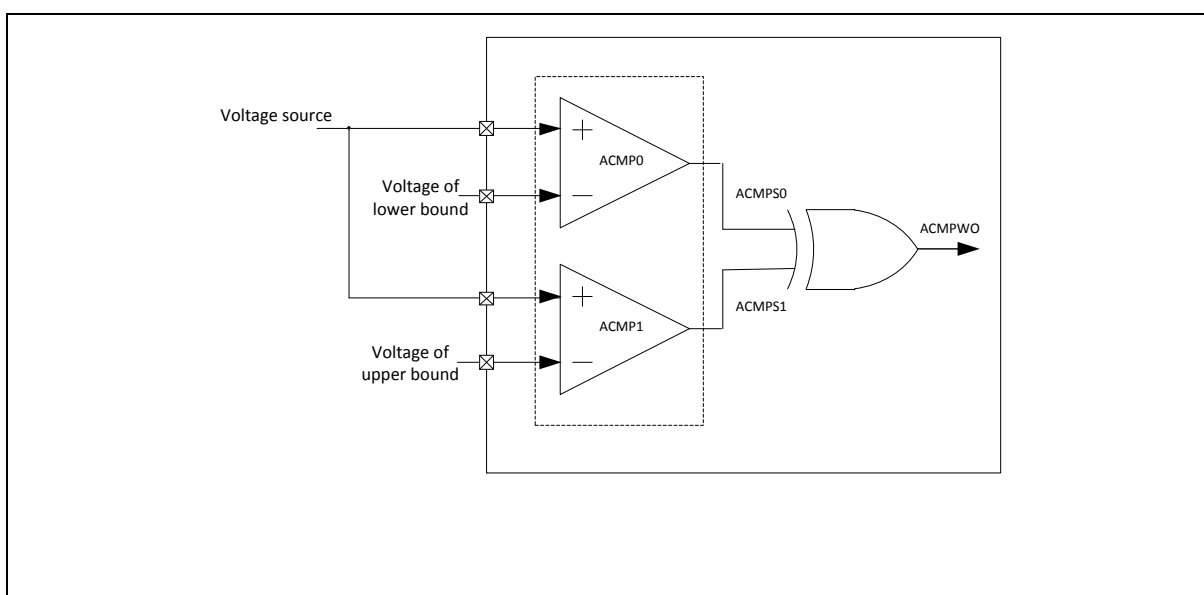 Voltage source
+
ACMP0
Voltage of
lower bound
−
ACMPS0
ACMPWO
+
ACMP1
ACMPS1
Voltage of
upper bound
−